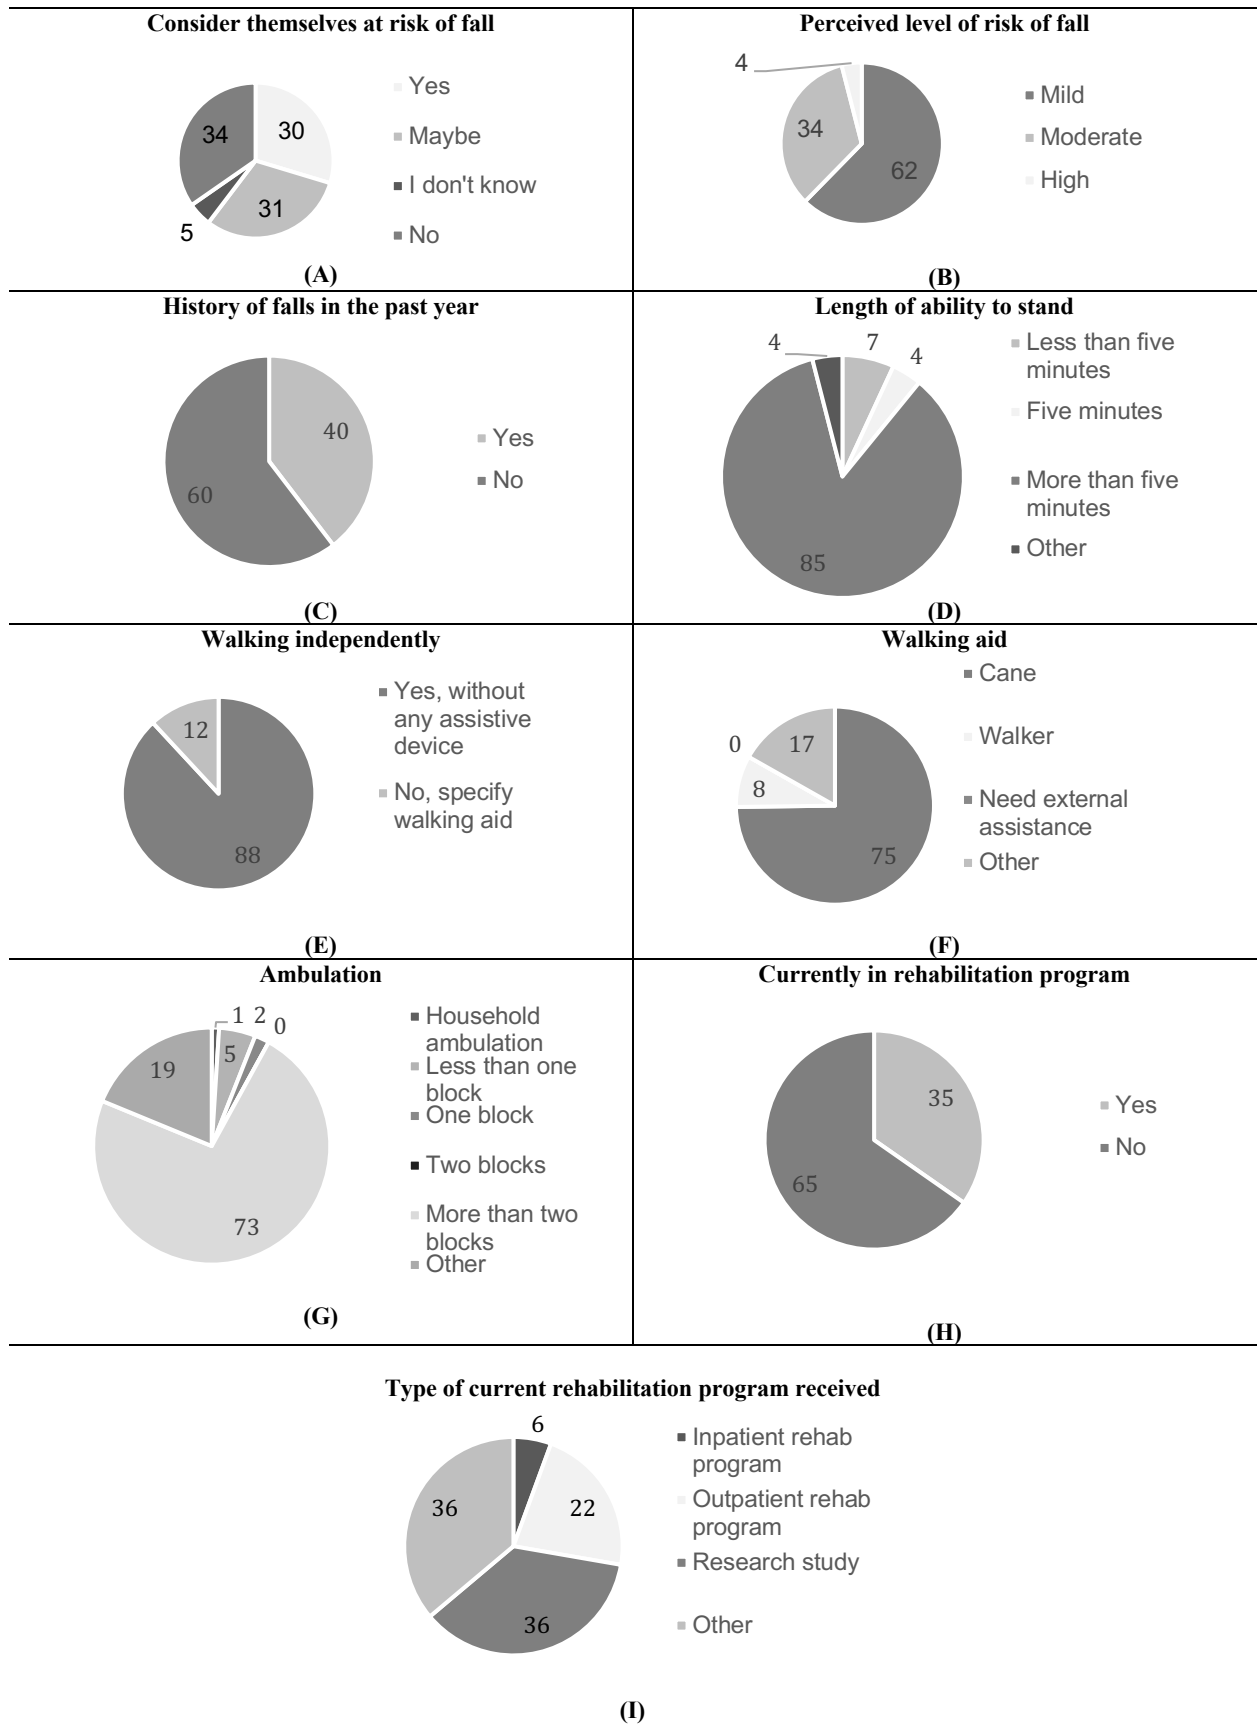 Consider themselves at risk of fall
34
30
5
31
Yes
Maybe
I don't know
No
(A)
Perceived level of risk of fall
4
34
62
Mild
Moderate
High
(B)
History of falls in the past year
40
60
Yes
No
(C)
Length of ability to stand
4
7
4
85
Less than five
minutes
Five minutes
More than five
minutes
Other
(D)
Walking independently
12
88
Yes, without
any assistive
device
No, specify
walking aid
(E)
Walking aid
0
17
8
75
Cane
Walker
Need external
assistance
Other
(F)
Ambulation
1
2
0
19
5
73
Household
ambulation
Less than one
block
One block
Two blocks
More than two
blocks
Other
(G)
Currently in rehabilitation program
35
65
Yes
No
(H)
Type of current rehabilitation program received
6
36
22
36
Inpatient rehab
program
Outpatient rehab
program
Research study
Other
(I)